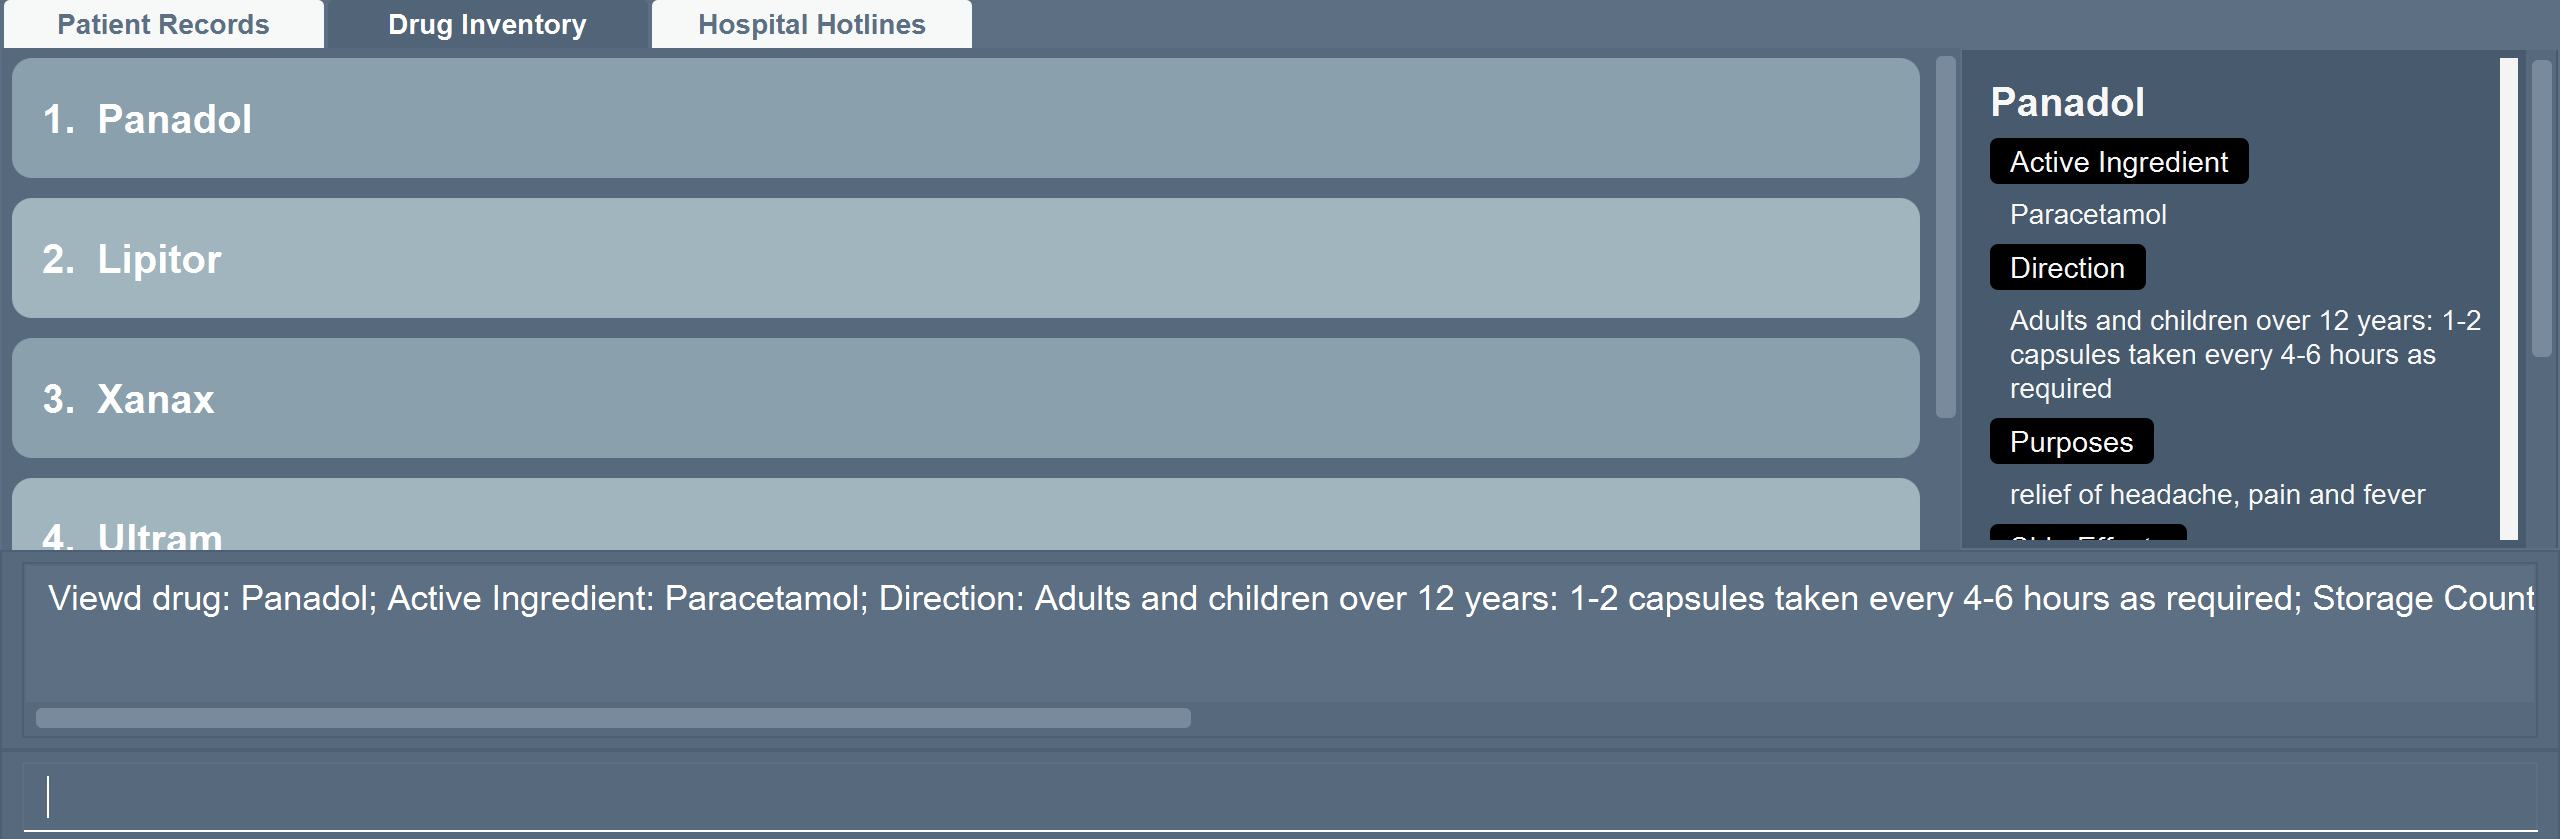 Patient Records
Drug Inventory
Hospital Hotlines
1. Panadol
2. Lipitor
3. Xanax
4. Ultram
Panadol
Active Ingredient
Paracetamol
Direction
Adults and children over 12 years: 1-2
capsules taken every 4-6 hours as
required
Purposes
relief of headache, pain and fever
Side Effects
Viewd drug: Panadol; Active Ingredient: Paracetamol; Direction: Adults and children over 12 years: 1-2 capsules taken every 4-6 hours as required; Storage Count